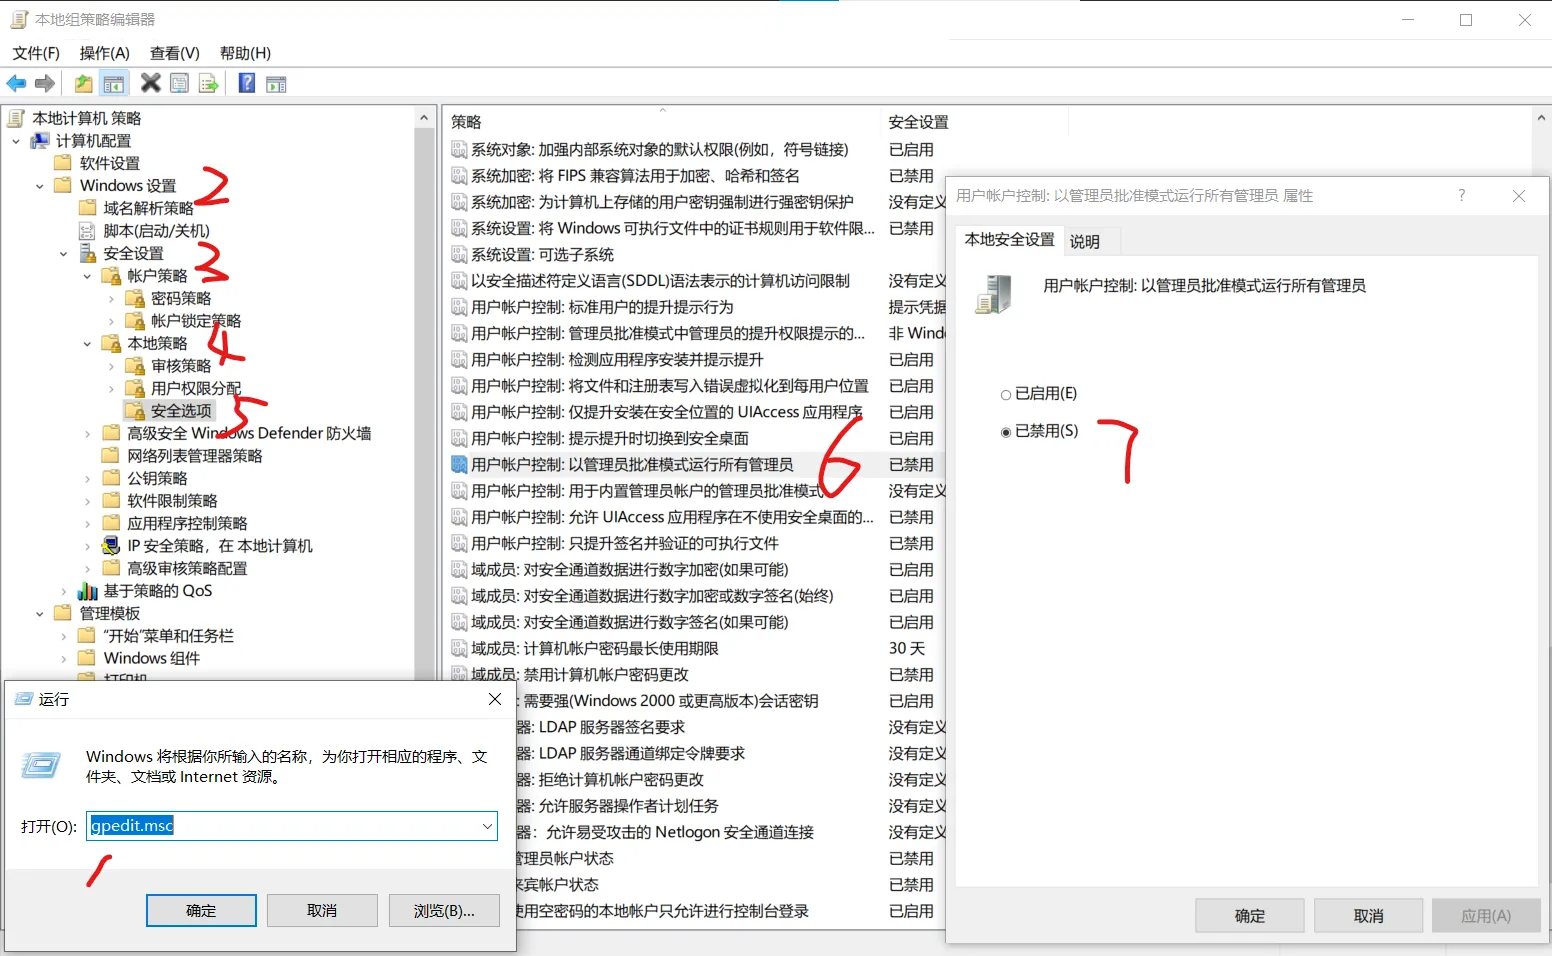 本地组策略编辑器
文件(F) 操作(A) 查看(V) 帮助(H)
本地计算机 策略
计算机配置
软件设置
Windows 设置
2
域名解析策略
脚本(启动/关机)
安全设置
3
帐户策略
密码策略
帐户锁定策略
本地策略
4
审核策略
用户权限分配
安全选项
5
高级安全 Windows Defender 防火墙
网络列表管理器策略
公钥策略
软件限制策略
应用程序控制策略
IP 安全策略，在 本地计算机
高级审核策略配置
基于策略的 QoS
管理模板
“开始”菜单和任务栏
Windows 组件
打印机
策略 安全设置
系统对象: 加强内部系统对象的默认权限(例如，符号链接) 已启用
系统加密: 将 FIPS 兼容算法用于加密、哈希和签名 已禁用
系统加密: 为计算机上存储的用户密钥强制进行强密钥保护 没有定义
系统设置: 将 Windows 可执行文件中的证书规则用于软件限... 已禁用
系统设置: 可选子系统
以安全描述符定义语言(SDDL)语法表示的计算机访问限制 没有定义
用户帐户控制: 标准用户的提升提示行为 提示凭据
用户帐户控制: 管理员批准模式中管理员的提升权限提示的... 非 Wind
用户帐户控制: 检测应用程序安装并提示提升 已启用
用户帐户控制: 将文件和注册表写入错误虚拟化到每用户位置 已启用
用户帐户控制: 仅提升安装在安全位置的 UIAccess 应用程序 已启用
用户帐户控制: 提示提升时切换到安全桌面 已启用
用户帐户控制: 以管理员批准模式运行所有管理员 已禁用
6
用户帐户控制: 用于内置管理员帐户的管理员批准模式 没有定义
用户帐户控制: 允许 UIAccess 应用程序在不使用安全桌面的... 已禁用
用户帐户控制: 只提升签名并验证的可执行文件 已禁用
域成员: 对安全通道数据进行数字加密(如果可能) 已启用
域成员: 对安全通道数据进行数字加密或数字签名(始终) 已启用
域成员: 对安全通道数据进行数字签名(如果可能) 已启用
域成员: 计算机帐户密码最长使用期限 30 天
域成员: 禁用计算机帐户密码更改 已禁用
: 需要强(Windows 2000 或更高版本)会话密钥 已启用
器: LDAP 服务器签名要求 没有定义
器: LDAP 服务器通道绑定令牌要求 没有定义
器: 拒绝计算机帐户密码更改 没有定义
器: 允许服务器操作者计划任务 没有定义
器：允许易受攻击的 Netlogon 安全通道连接 没有定义
管理员帐户状态 已禁用
来宾帐户状态 已禁用
使用空密码的本地帐户只允许进行控制台登录 已启用
用户帐户控制: 以管理员批准模式运行所有管理员 属性
本地安全设置 说明
用户帐户控制: 以管理员批准模式运行所有管理员
已启用(E)
已禁用(S)
7
确定 取消 应用(A)
运行
Windows 将根据你所输入的名称，为你打开相应的程序、文
件夹、文档或 Internet 资源。
打开(O): gpedit.msc
1
确定 取消 浏览(B)...